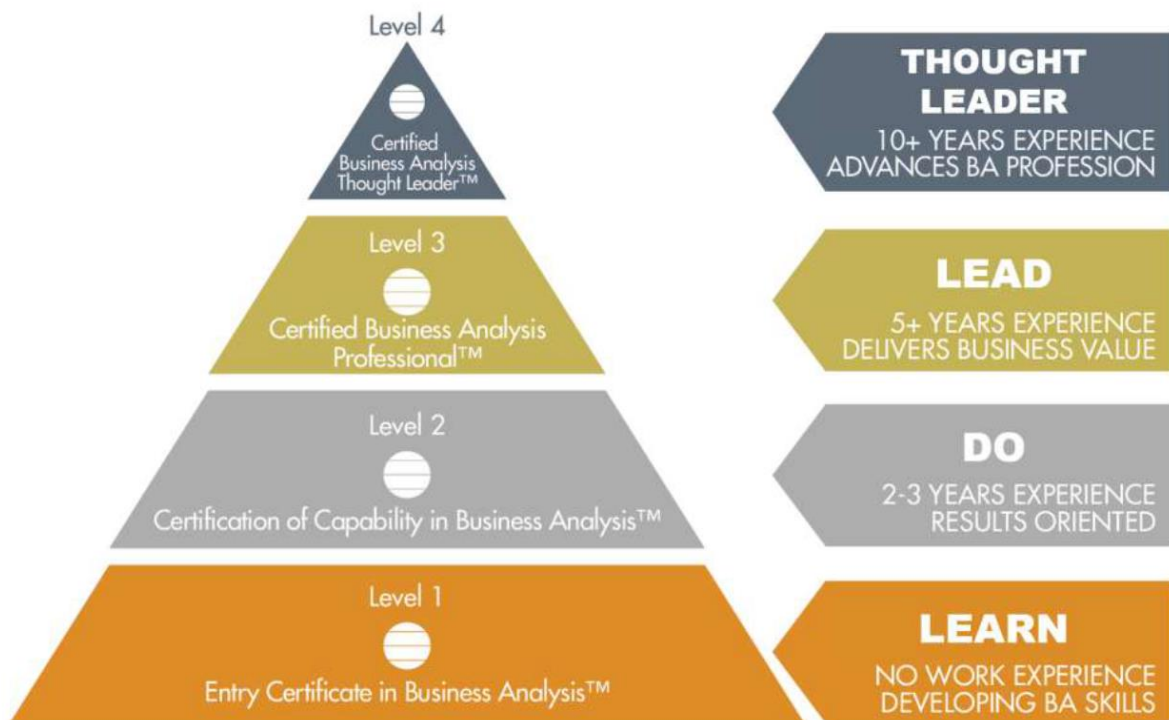 Level 4
Certified
Business Analysis
Thought Leader™
THOUGHT
LEADER
10+ YEARS EXPERIENCE
ADVANCES BA PROFESSION
Level 3
Certified Business Analysis
Professional™
LEAD
5+ YEARS EXPERIENCE
DELIVERS BUSINESS VALUE
Level 2
Certification of Capability in Business Analysis™
DO
2-3 YEARS EXPERIENCE
RESULTS ORIENTED
Level 1
Entry Certificate in Business Analysis™
LEARN
NO WORK EXPERIENCE
DEVELOPING BA SKILLS